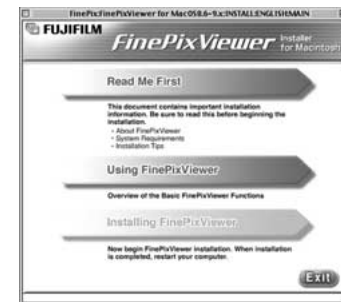 FinePix:FinePixViewer for MacOS8.6-9.x:INSTALL:ENGLISH:MAIN
FUJIFILM
FinePixViewer Installer for Macintosh
Read Me First
This document contains important installation
information. Be sure to read this before beginning the
installation.
- About FinePixViewer
- System Requirements
- Installation Tips
Using FinePixViewer
Overview of the Basic FinePixViewer Functions
Installing FinePixViewer
Now begin FinePixViewer installation. When installation
is completed, restart your computer.
Exit